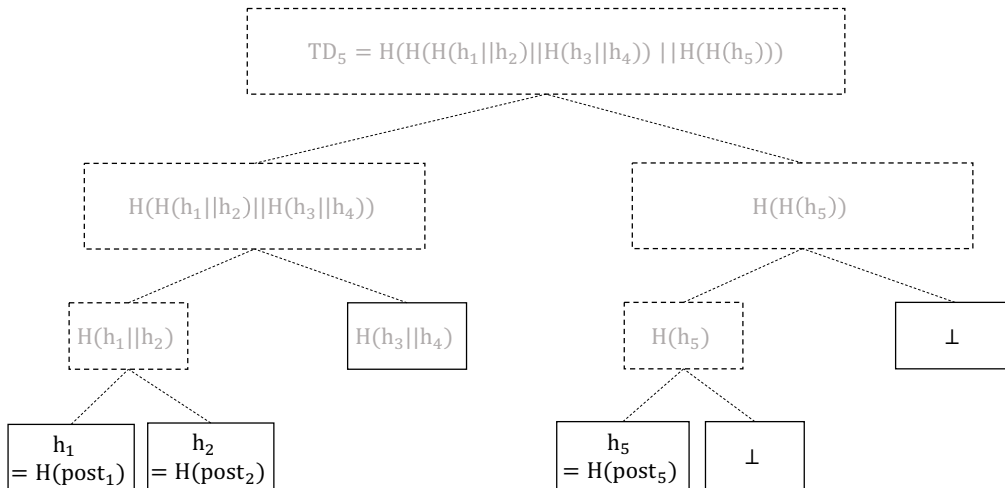 TD₅ = H(H(H(h₁||h₂)||H(h₃||h₄)) ||H(H(h₅)))
H(H(h₁||h₂)||H(h₃||h₄))
H(H(h₅))
H(h₁||h₂)
H(h₃||h₄)
H(h₅)
⊥
h₁
= H(post₁)
h₂
= H(post₂)
h₅
= H(post₅)
⊥